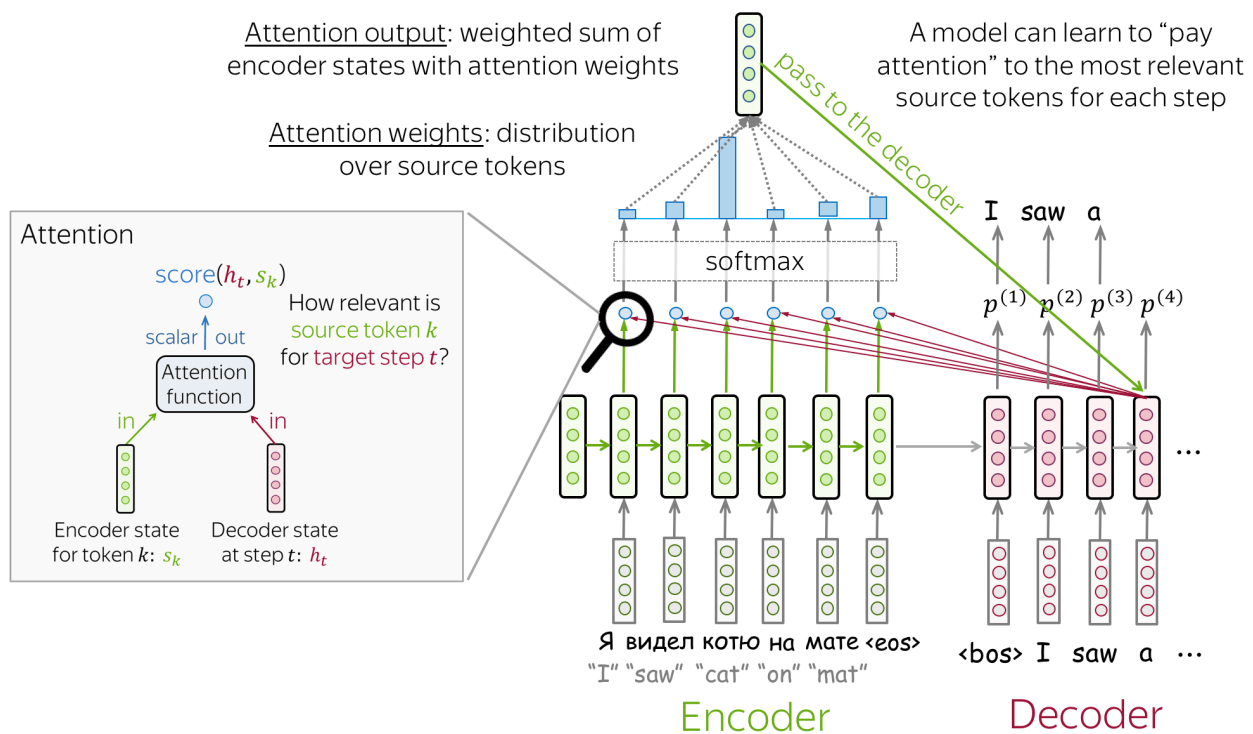 Attention output: weighted sum of
encoder states with attention weights
A model can learn to “pay
attention” to the most relevant
source tokens for each step
pass to the decoder
Attention weights: distribution
over source tokens
softmax
Attention
score(hₜ, sₖ)
scalar out
Attention
function
in in
How relevant is
source token k
for target step t?
Encoder state
for token k: sₖ
Decoder state
at step t: hₜ
I saw a
p⁽¹⁾ p⁽²⁾ p⁽³⁾ p⁽⁴⁾
...
Я видел котю на мате <eos>
“I” “saw” “cat” “on” “mat”
Encoder
<bos> I saw a ...
Decoder